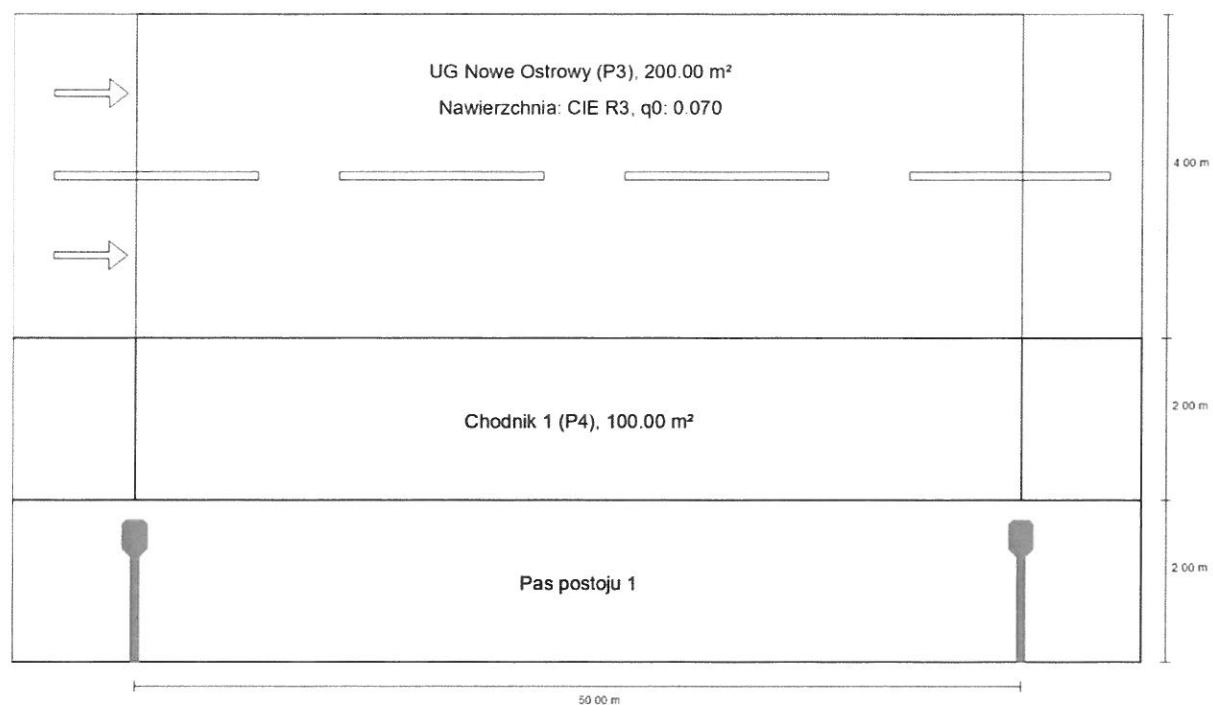 UG Nowe Ostrowy (P3), 200.00 m²
Nawierzchnia: CIE R3, q0: 0.070
4.00 m
Chodnik 1 (P4), 100.00 m²
2.00 m
Pas postoju 1
2.00 m
50.00 m